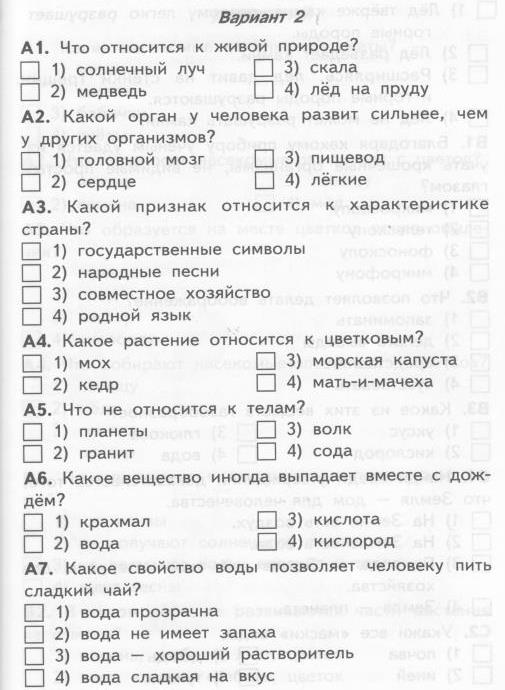 Вариант 2
А1. Что относится к живой природе?
1) солнечный луч 3) скала
2) медведь 4) лёд на пруду
А2. Какой орган у человека развит сильнее, чем
у других организмов?
1) головной мозг 3) пищевод
2) сердце 4) лёгкие
А3. Какой признак относится к характеристике
страны?
1) государственные символы
2) народные песни
3) совместное хозяйство
4) родной язык
А4. Какое растение относится к цветковым?
1) мох 3) морская капуста
2) кедр 4) мать-и-мачеха
А5. Что не относится к телам?
1) планеты 3) волк
2) гранит 4) сода
А6. Какое вещество иногда выпадает вместе с дож-
дём?
1) крахмал 3) кислота
2) вода 4) кислород
А7. Какое свойство воды позволяет человеку пить
сладкий чай?
1) вода прозрачна
2) вода не имеет запаха
3) вода — хороший растворитель
4) вода сладкая на вкус